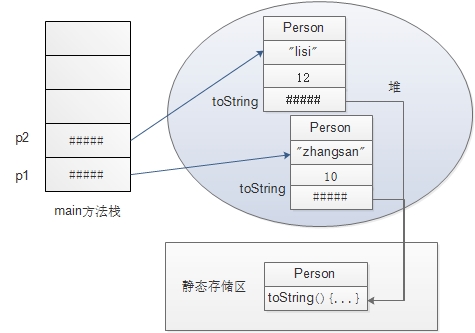 Person
"lisi"
12
堆
toString
#####
Person
p2
#####
"zhangsan"
p1
#####
10
toString
#####
main方法栈
静态存储区
Person
toString(){...}